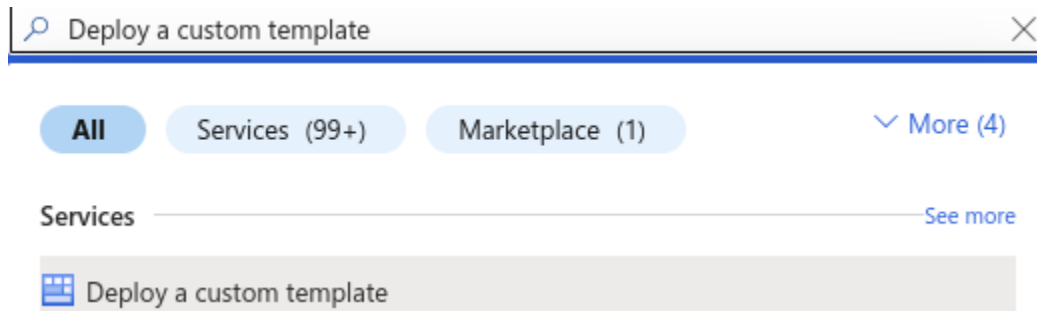 Deploy a custom template
All Services (99+) Marketplace (1) More (4)
Services See more
Deploy a custom template